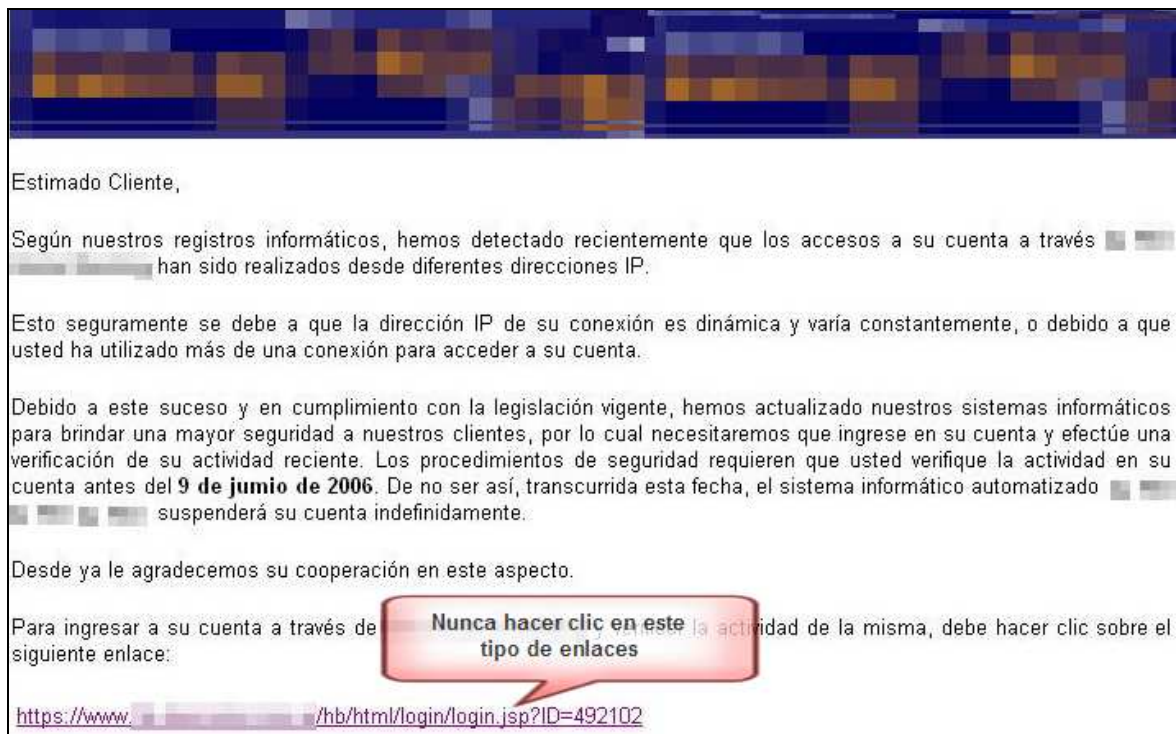 Estimado Cliente,
Según nuestros registros informáticos, hemos detectado recientemente que los accesos a su cuenta a través
han sido realizados desde diferentes direcciones IP.
Esto seguramente se debe a que la dirección IP de su conexión es dinámica y varía constantemente, o debido a que
usted ha utilizado más de una conexión para acceder a su cuenta.
Debido a este suceso y en cumplimiento con la legislación vigente, hemos actualizado nuestros sistemas informáticos
para brindar una mayor seguridad a nuestros clientes, por lo cual necesitaremos que ingrese en su cuenta y efectúe una
verificación de su actividad reciente. Los procedimientos de seguridad requieren que usted verifique la actividad en su
cuenta antes del 9 de jumio de 2006. De no ser así, transcurrida esta fecha, el sistema informático automatizado
suspenderá su cuenta indefinidamente.
Desde ya le agradecemos su cooperación en este aspecto.
Para ingresar a su cuenta a través de la actividad de la misma, debe hacer clic sobre el
siguiente enlace:
Nunca hacer clic en este
tipo de enlaces
https://www. /hb/html/login/login.jsp?ID=492102